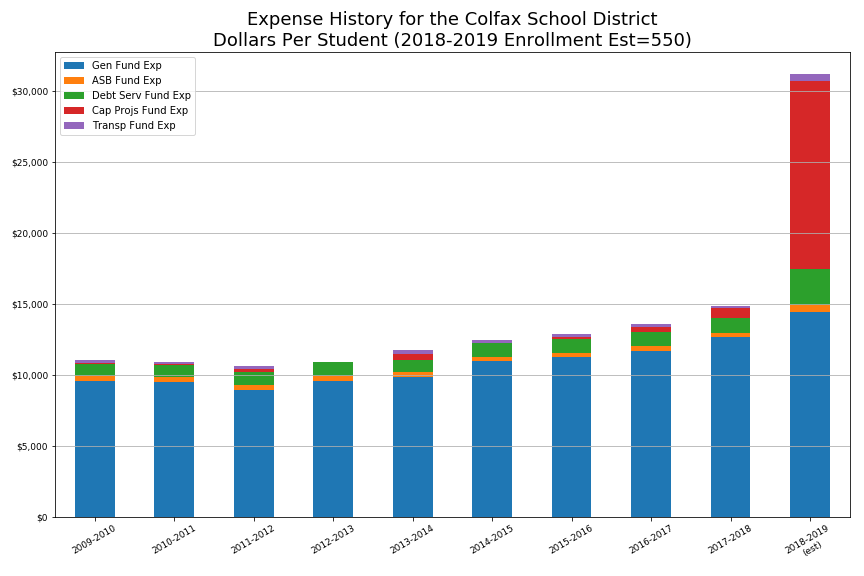 Expense History for the Colfax School District
Dollars Per Student (2018-2019 Enrollment Est=550)
Gen Fund Exp
ASB Fund Exp
Debt Serv Fund Exp
Cap Projs Fund Exp
Transp Fund Exp
$30,000
$25,000
$20,000
$15,000
$10,000
$5,000
$0
2009-2010
2010-2011
2011-2012
2012-2013
2013-2014
2014-2015
2015-2016
2016-2017
2017-2018
2018-2019
(est)